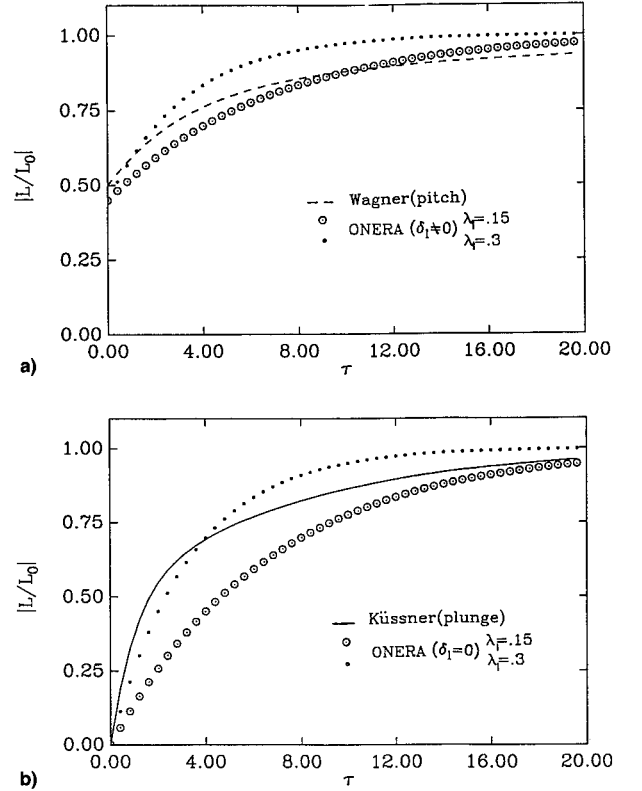 1.00
0.75
0.50
0.25
0.00
|L/L₀|
Wagner(pitch)
ONERA (δ₁≠0) λ₁=.15
λ₁=.3
0.00 4.00 8.00 12.00 16.00 20.00
τ
a)
1.00
0.75
0.50
0.25
0.00
|L/L₀|
Küssner(plunge)
ONERA (δ₁=0) λ₁=.15
λ₁=.3
0.00 4.00 8.00 12.00 16.00 20.00
τ
b)